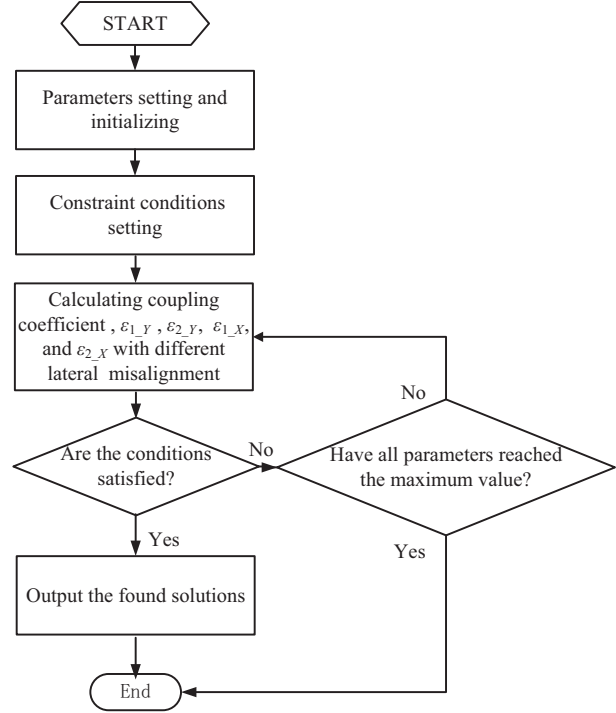 START
Parameters setting and
initializing
Constraint conditions
setting
Calculating coupling
coefficient , ε1_Y , ε2_Y, ε1_X,
and ε2_X with different
lateral misalignment
Are the conditions
satisfied?
No
Have all parameters reached
the maximum value?
No
Yes
Yes
Output the found solutions
End